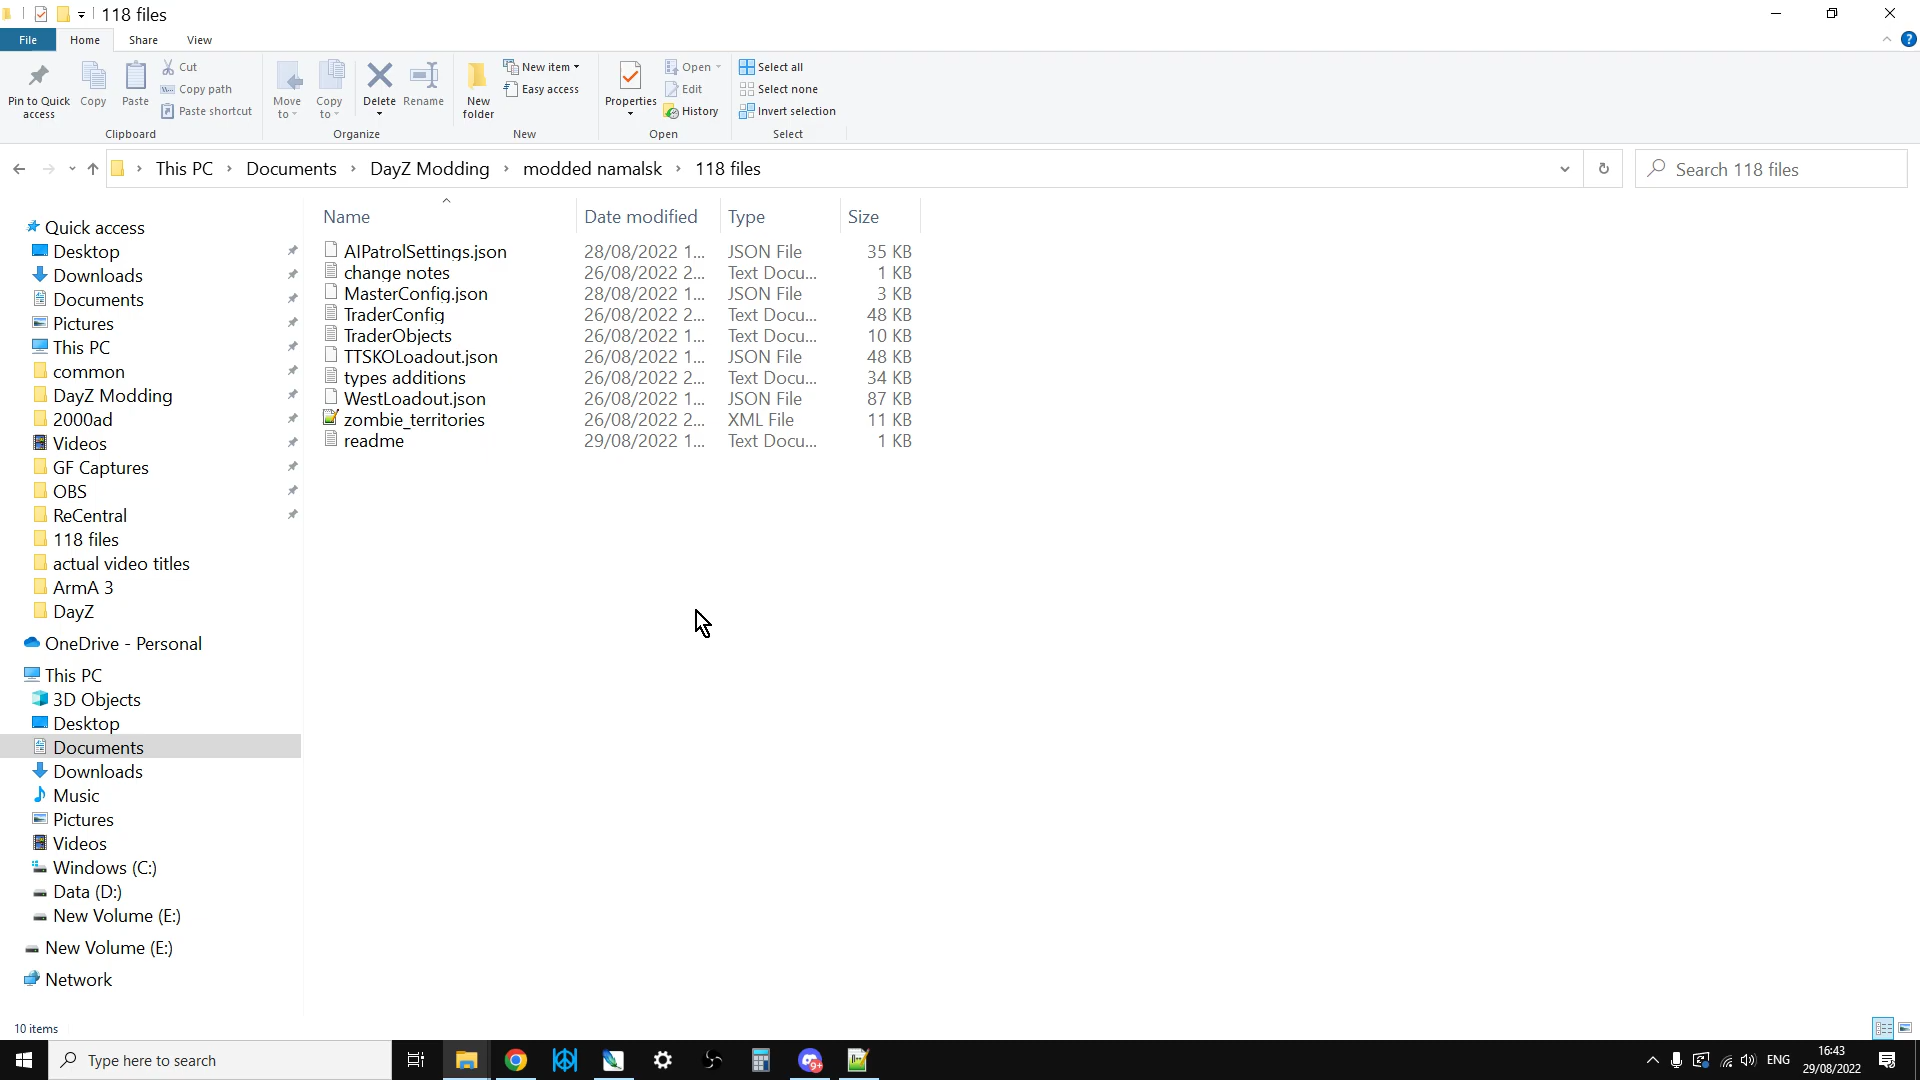 118 files
File Home Share View
Pin to Quick access
Copy
Paste
Cut
Copy path
Paste shortcut
Clipboard
Move to
Copy to
Delete
Rename
Organize
New folder
New item
Easy access
New
Properties
Open
Edit
History
Open
Select all
Select none
Invert selection
Select
This PC › Documents › DayZ Modding › modded namalsk › 118 files
Search 118 files
Quick access
Desktop
Downloads
Documents
Pictures
This PC
common
DayZ Modding
2000ad
Videos
GF Captures
OBS
ReCentral
118 files
actual video titles
ArmA 3
DayZ
OneDrive - Personal
This PC
3D Objects
Desktop
Documents
Downloads
Music
Pictures
Videos
Windows (C:)
Data (D:)
New Volume (E:)
New Volume (E:)
Network
Name Date modified Type Size
AIPatrolSettings.json 28/08/2022 1... JSON File 35 KB
change notes 26/08/2022 2... Text Docu... 1 KB
MasterConfig.json 28/08/2022 1... JSON File 3 KB
TraderConfig 26/08/2022 2... Text Docu... 48 KB
TraderObjects 26/08/2022 1... Text Docu... 10 KB
TTSKOLoadout.json 26/08/2022 1... JSON File 48 KB
types additions 26/08/2022 2... Text Docu... 34 KB
WestLoadout.json 26/08/2022 1... JSON File 87 KB
zombie_territories 26/08/2022 2... XML File 11 KB
readme 29/08/2022 1... Text Docu... 1 KB
10 items
Type here to search
9+
ENG
16:43
29/08/2022